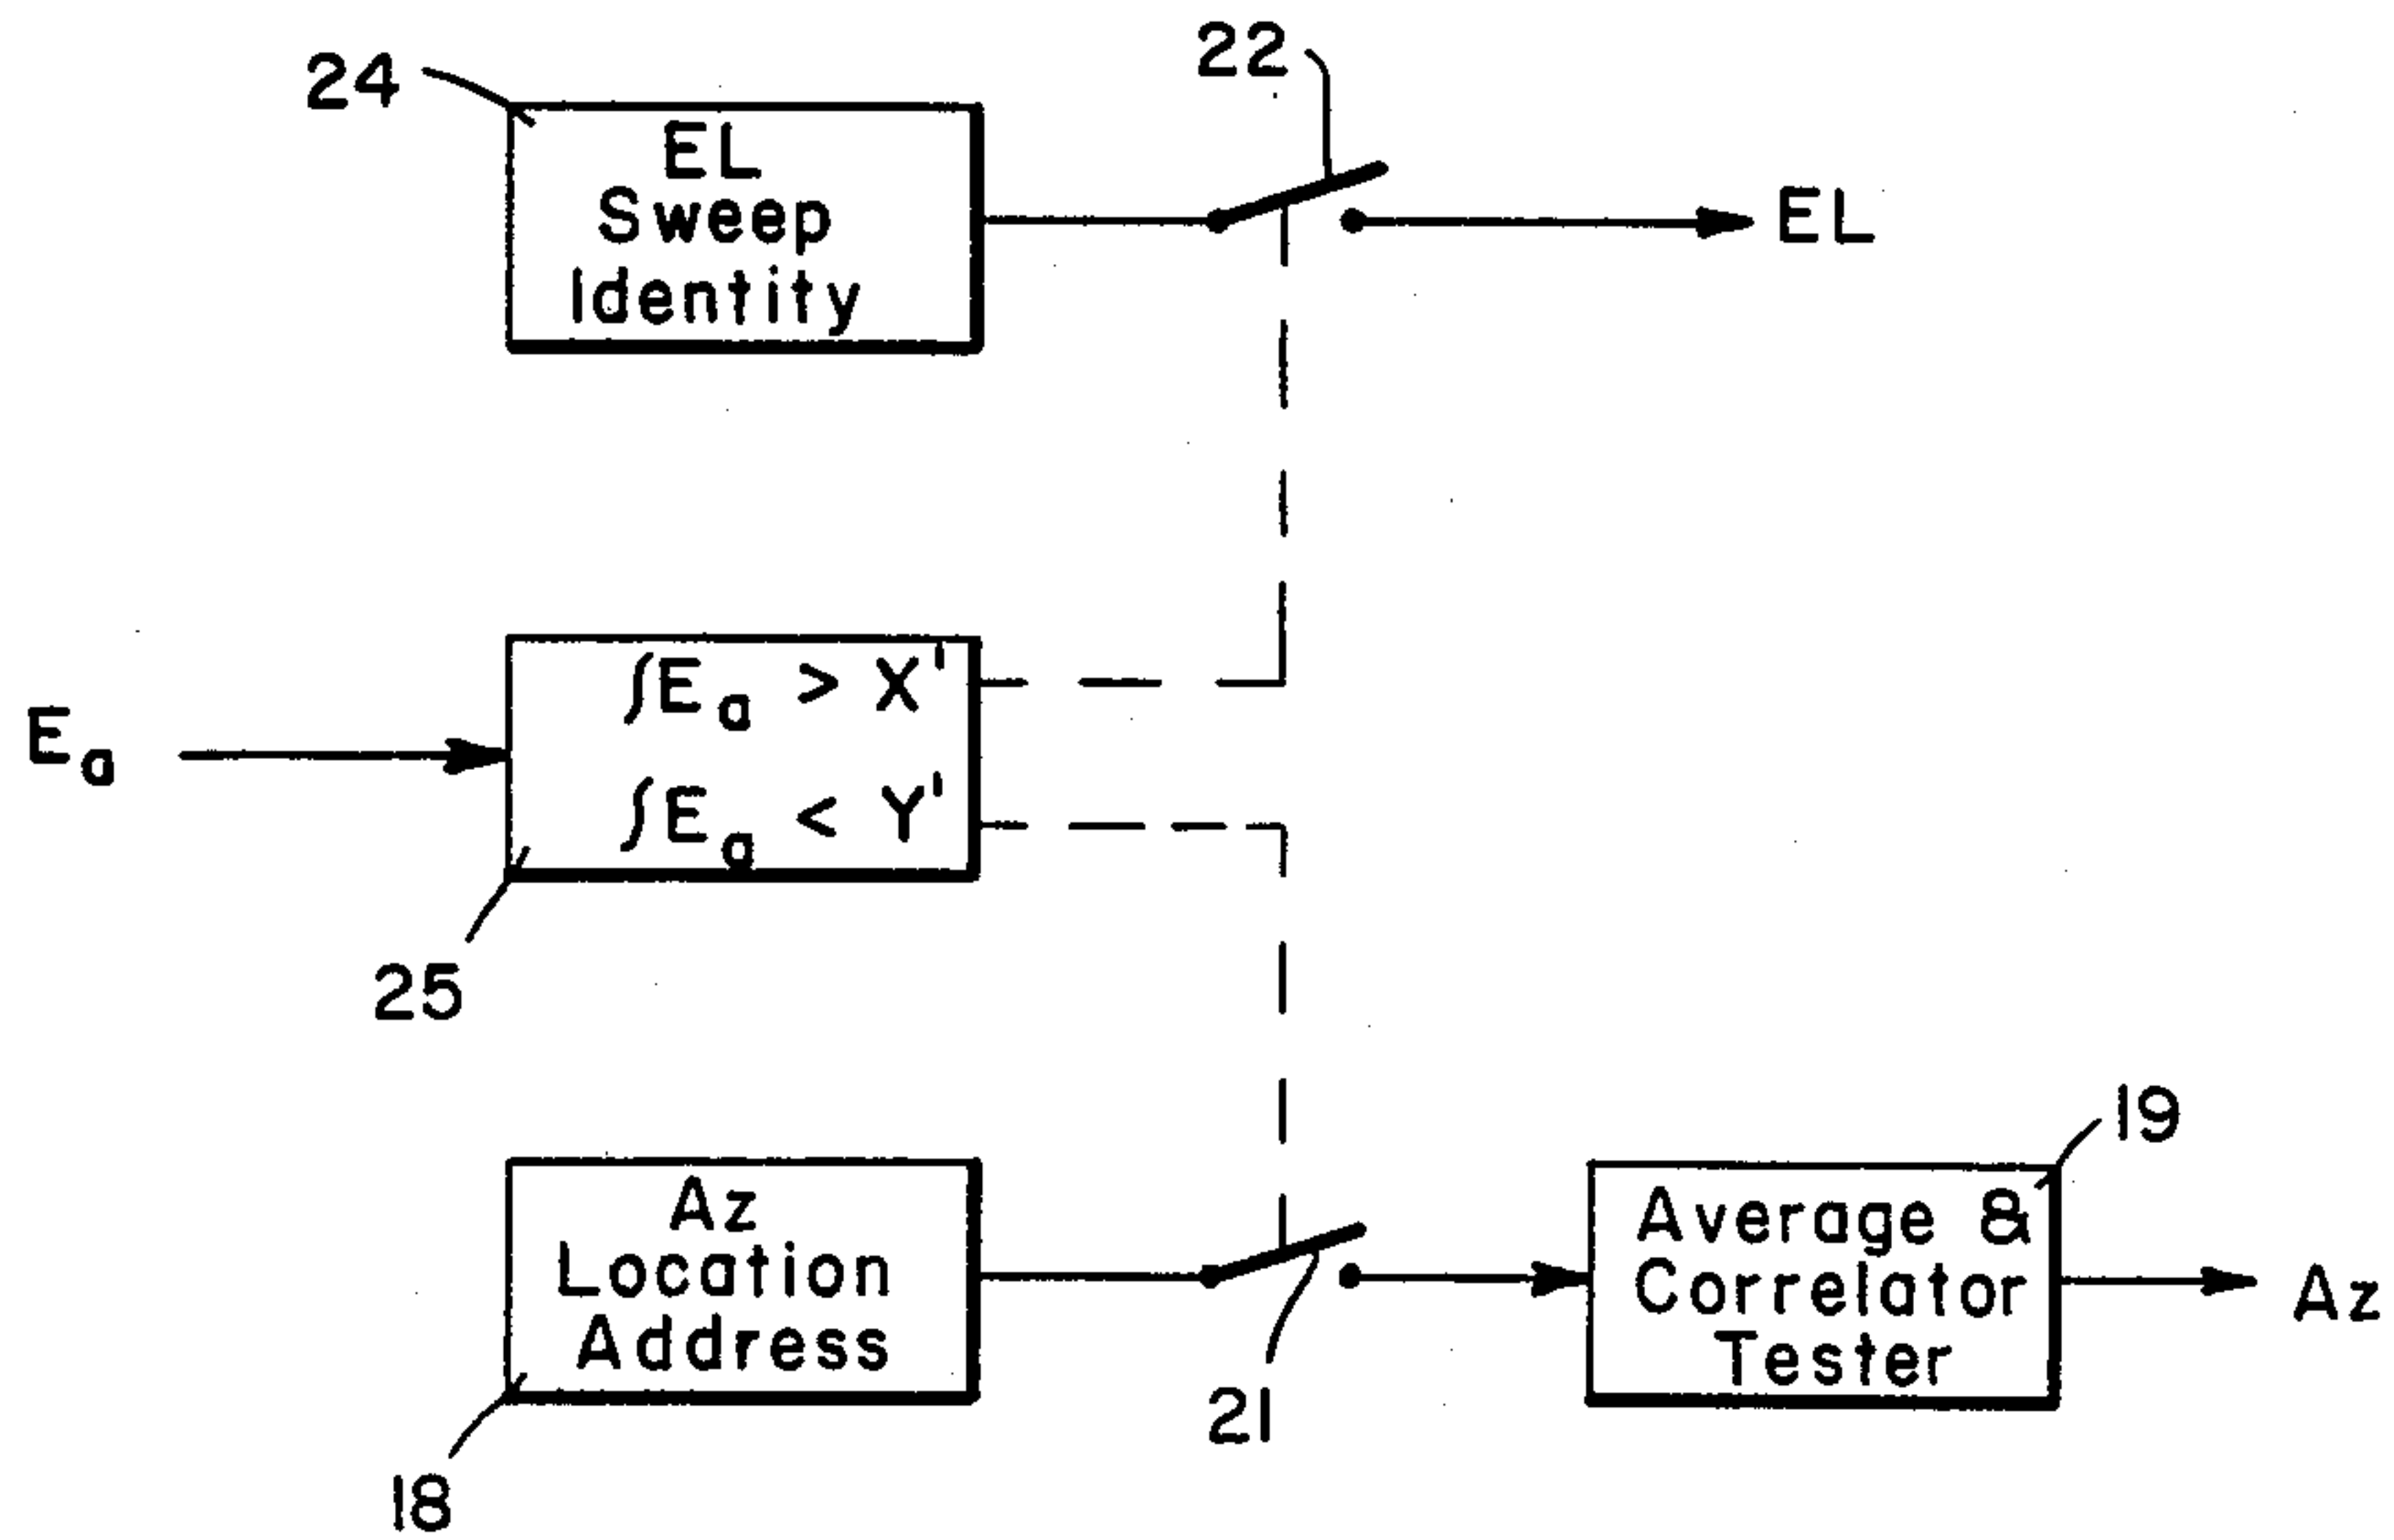 24
22
EL
Sweep
Identity
EL
∫Ea > X'
Ea
∫Ea < Y'
25
19
Az
Location
Address
Average &
Correlator
Tester
Az
21
18